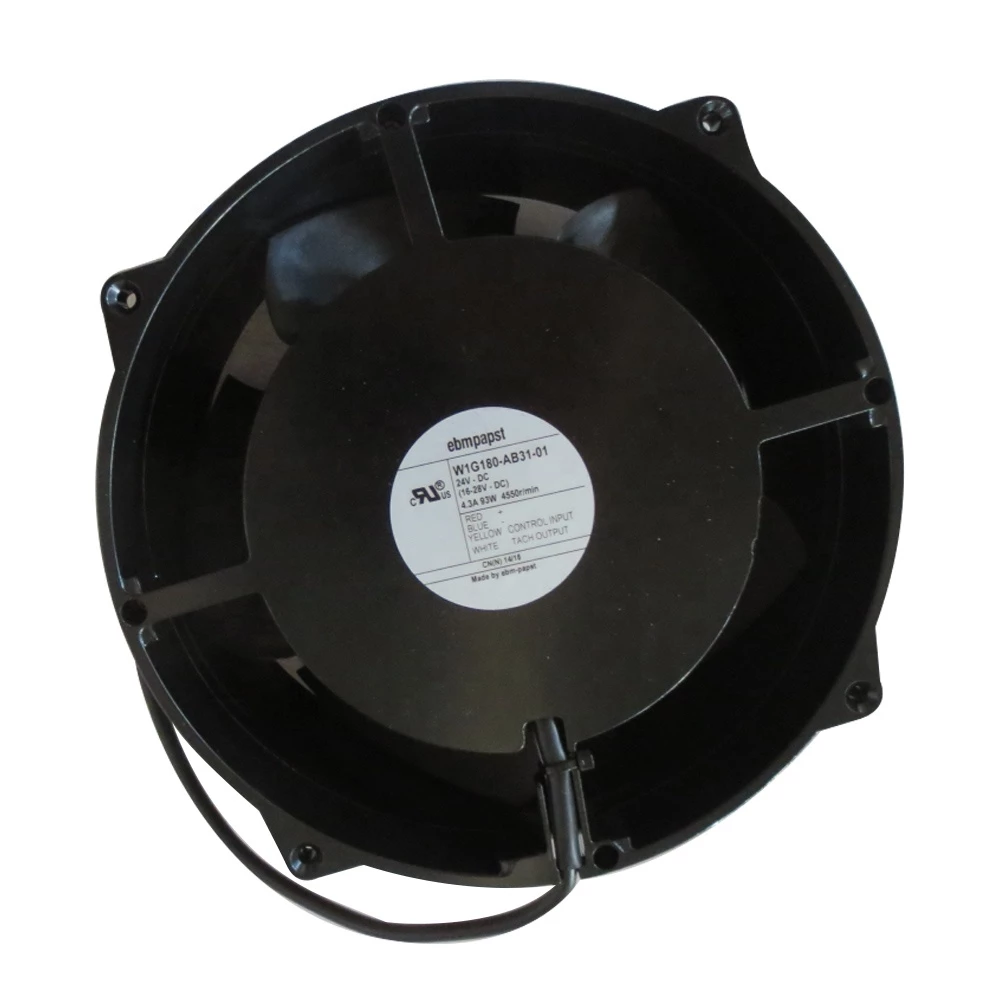 ebmpapst
W1G180-AB31-01
24V - DC
(16-28V - DC)
4.3A 93W 4550r/min
C RU ® US
RED +
BLUE -
YELLOW CONTROL INPUT
WHITE TACH OUTPUT
CN(N) 14/16
Made by ebm-papst